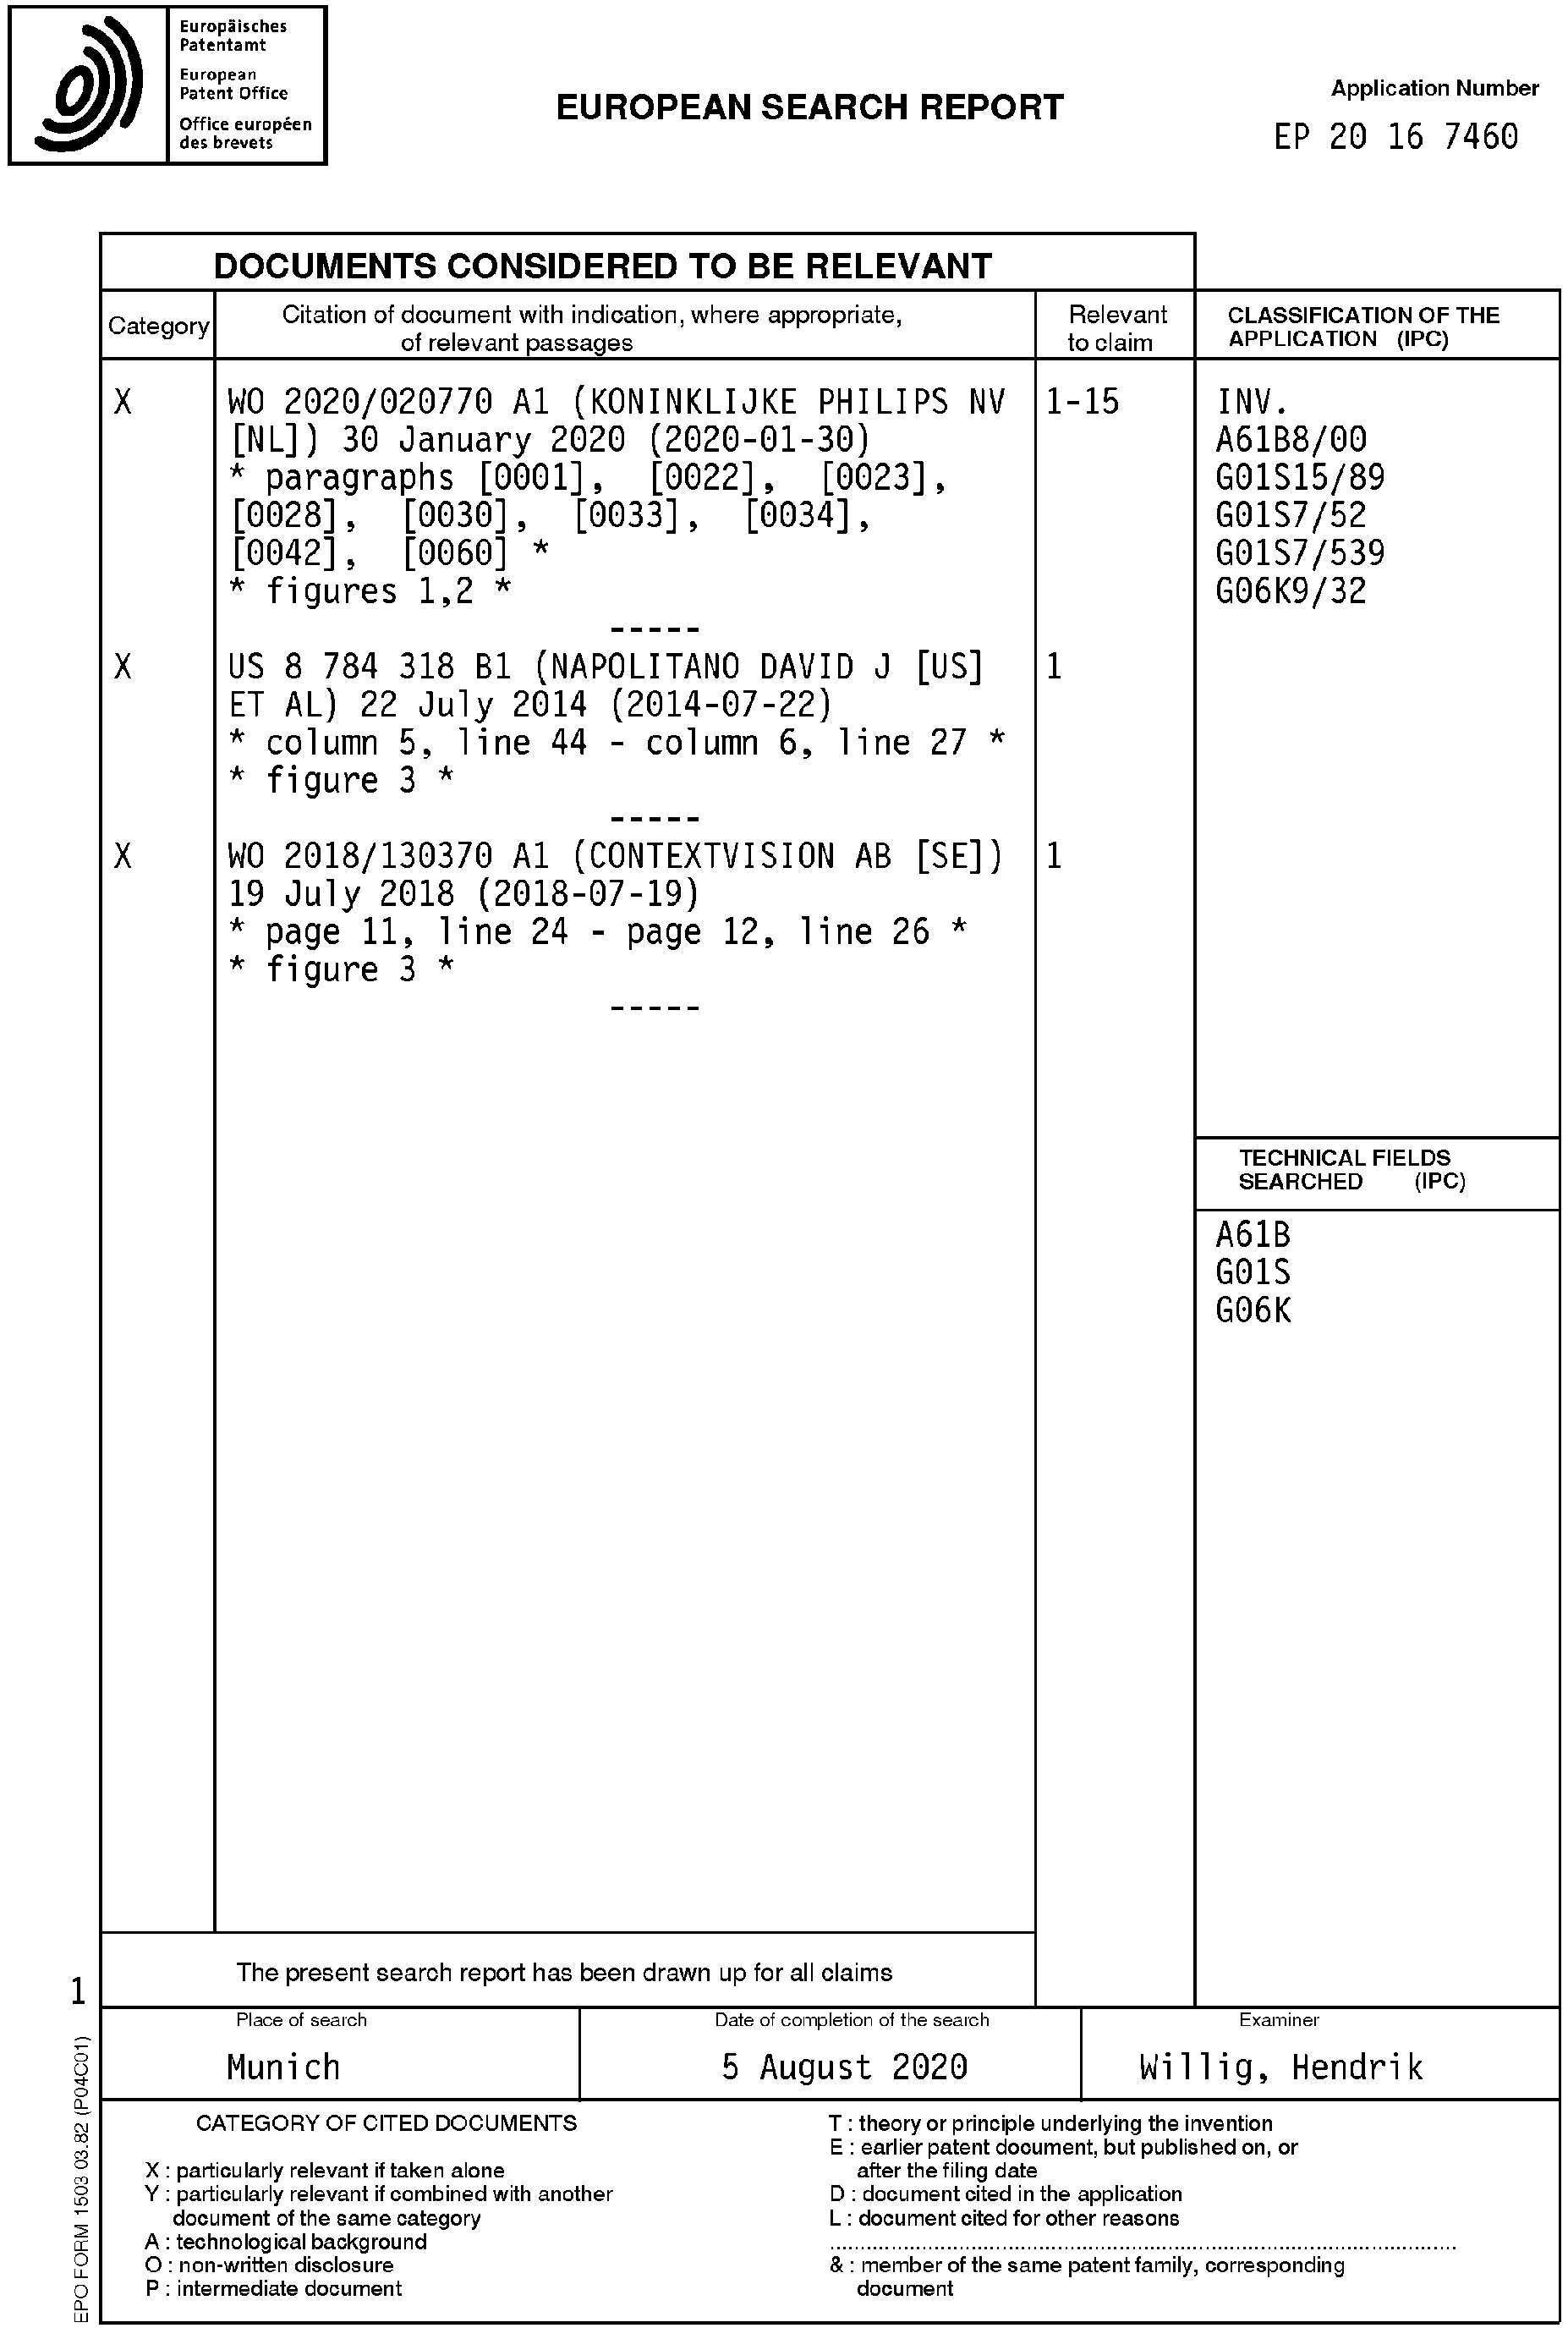 Europäisches
Patentamt
European
Patent Office
Office européen
des brevets
EUROPEAN SEARCH REPORT
Application Number
EP 20 16 7460
DOCUMENTS CONSIDERED TO BE RELEVANT
Category
Citation of document with indication, where appropriate,
of relevant passages
Relevant
to claim
CLASSIFICATION OF THE
APPLICATION (IPC)
X
WO 2020/020770 A1 (KONINKLIJKE PHILIPS NV
[NL]) 30 January 2020 (2020-01-30)
* paragraphs [0001], [0022], [0023],
[0028], [0030], [0033], [0034],
[0042], [0060] *
* figures 1,2 *
-----
1-15
X
US 8 784 318 B1 (NAPOLITANO DAVID J [US]
ET AL) 22 July 2014 (2014-07-22)
* column 5, line 44 - column 6, line 27 *
* figure 3 *
-----
1
X
WO 2018/130370 A1 (CONTEXTVISION AB [SE])
19 July 2018 (2018-07-19)
* page 11, line 24 - page 12, line 26 *
* figure 3 *
-----
1
INV.
A61B8/00
G01S15/89
G01S7/52
G01S7/539
G06K9/32
TECHNICAL FIELDS
SEARCHED (IPC)
A61B
G01S
G06K
The present search report has been drawn up for all claims
Place of search
Munich
Date of completion of the search
5 August 2020
Examiner
Willig, Hendrik
CATEGORY OF CITED DOCUMENTS
X : particularly relevant if taken alone
Y : particularly relevant if combined with another
document of the same category
A : technological background
O : non-written disclosure
P : intermediate document
T : theory or principle underlying the invention
E : earlier patent document, but published on, or
after the filing date
D : document cited in the application
L : document cited for other reasons
& : member of the same patent family, corresponding
document
1
EPO FORM 1503 03.82 (P04C01)